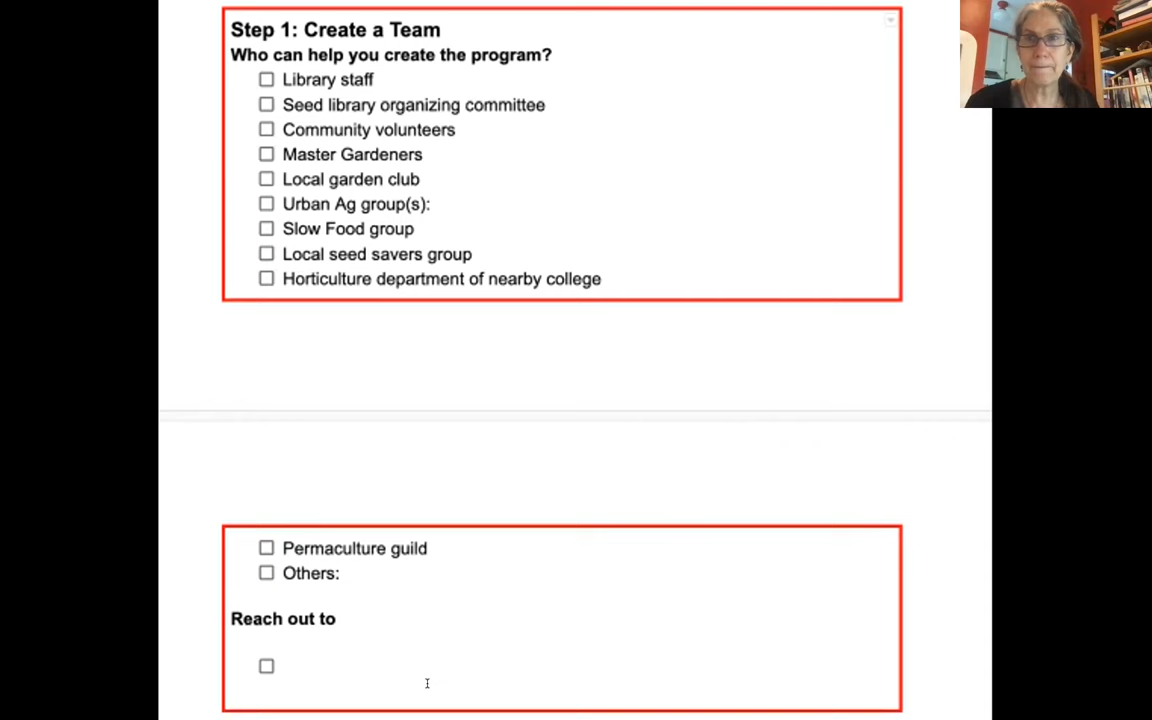 Step 1: Create a Team
Who can help you create the program?
Library staff
Seed library organizing committee
Community volunteers
Master Gardeners
Local garden club
Urban Ag group(s):
Slow Food group
Local seed savers group
Horticulture department of nearby college
Permaculture guild
Others:
Reach out to